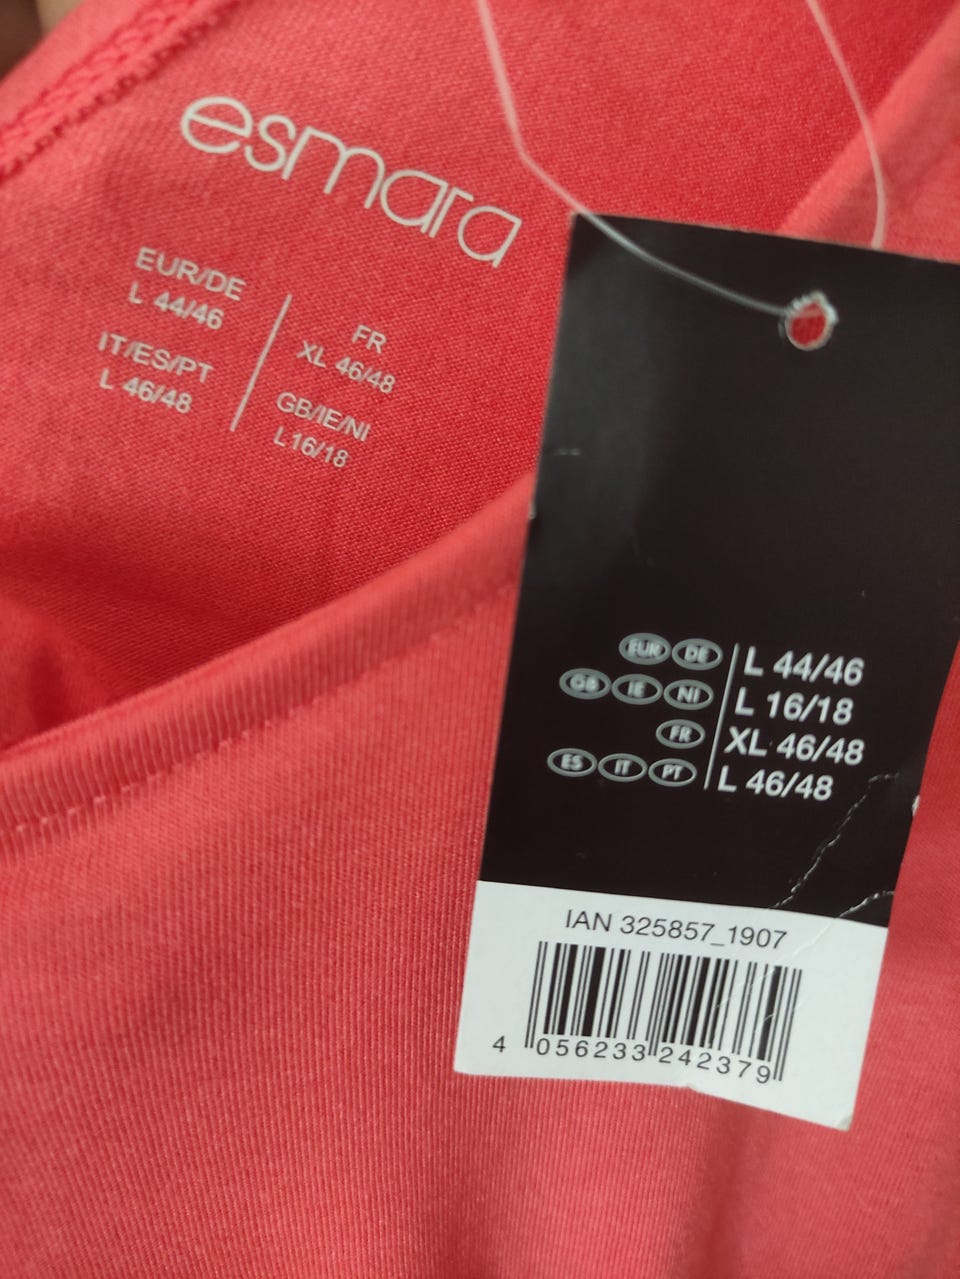 esmara
EUR/DE
L 44/46
IT/ES/PT
L 46/48
FR
XL 46/48
GB/IE/NI
L16/18
EUR DE L 44/46
GB IE NI L 16/18
FR XL 46/48
ES IT PT L 46/48
IAN 325857_1907
4 056233 242379